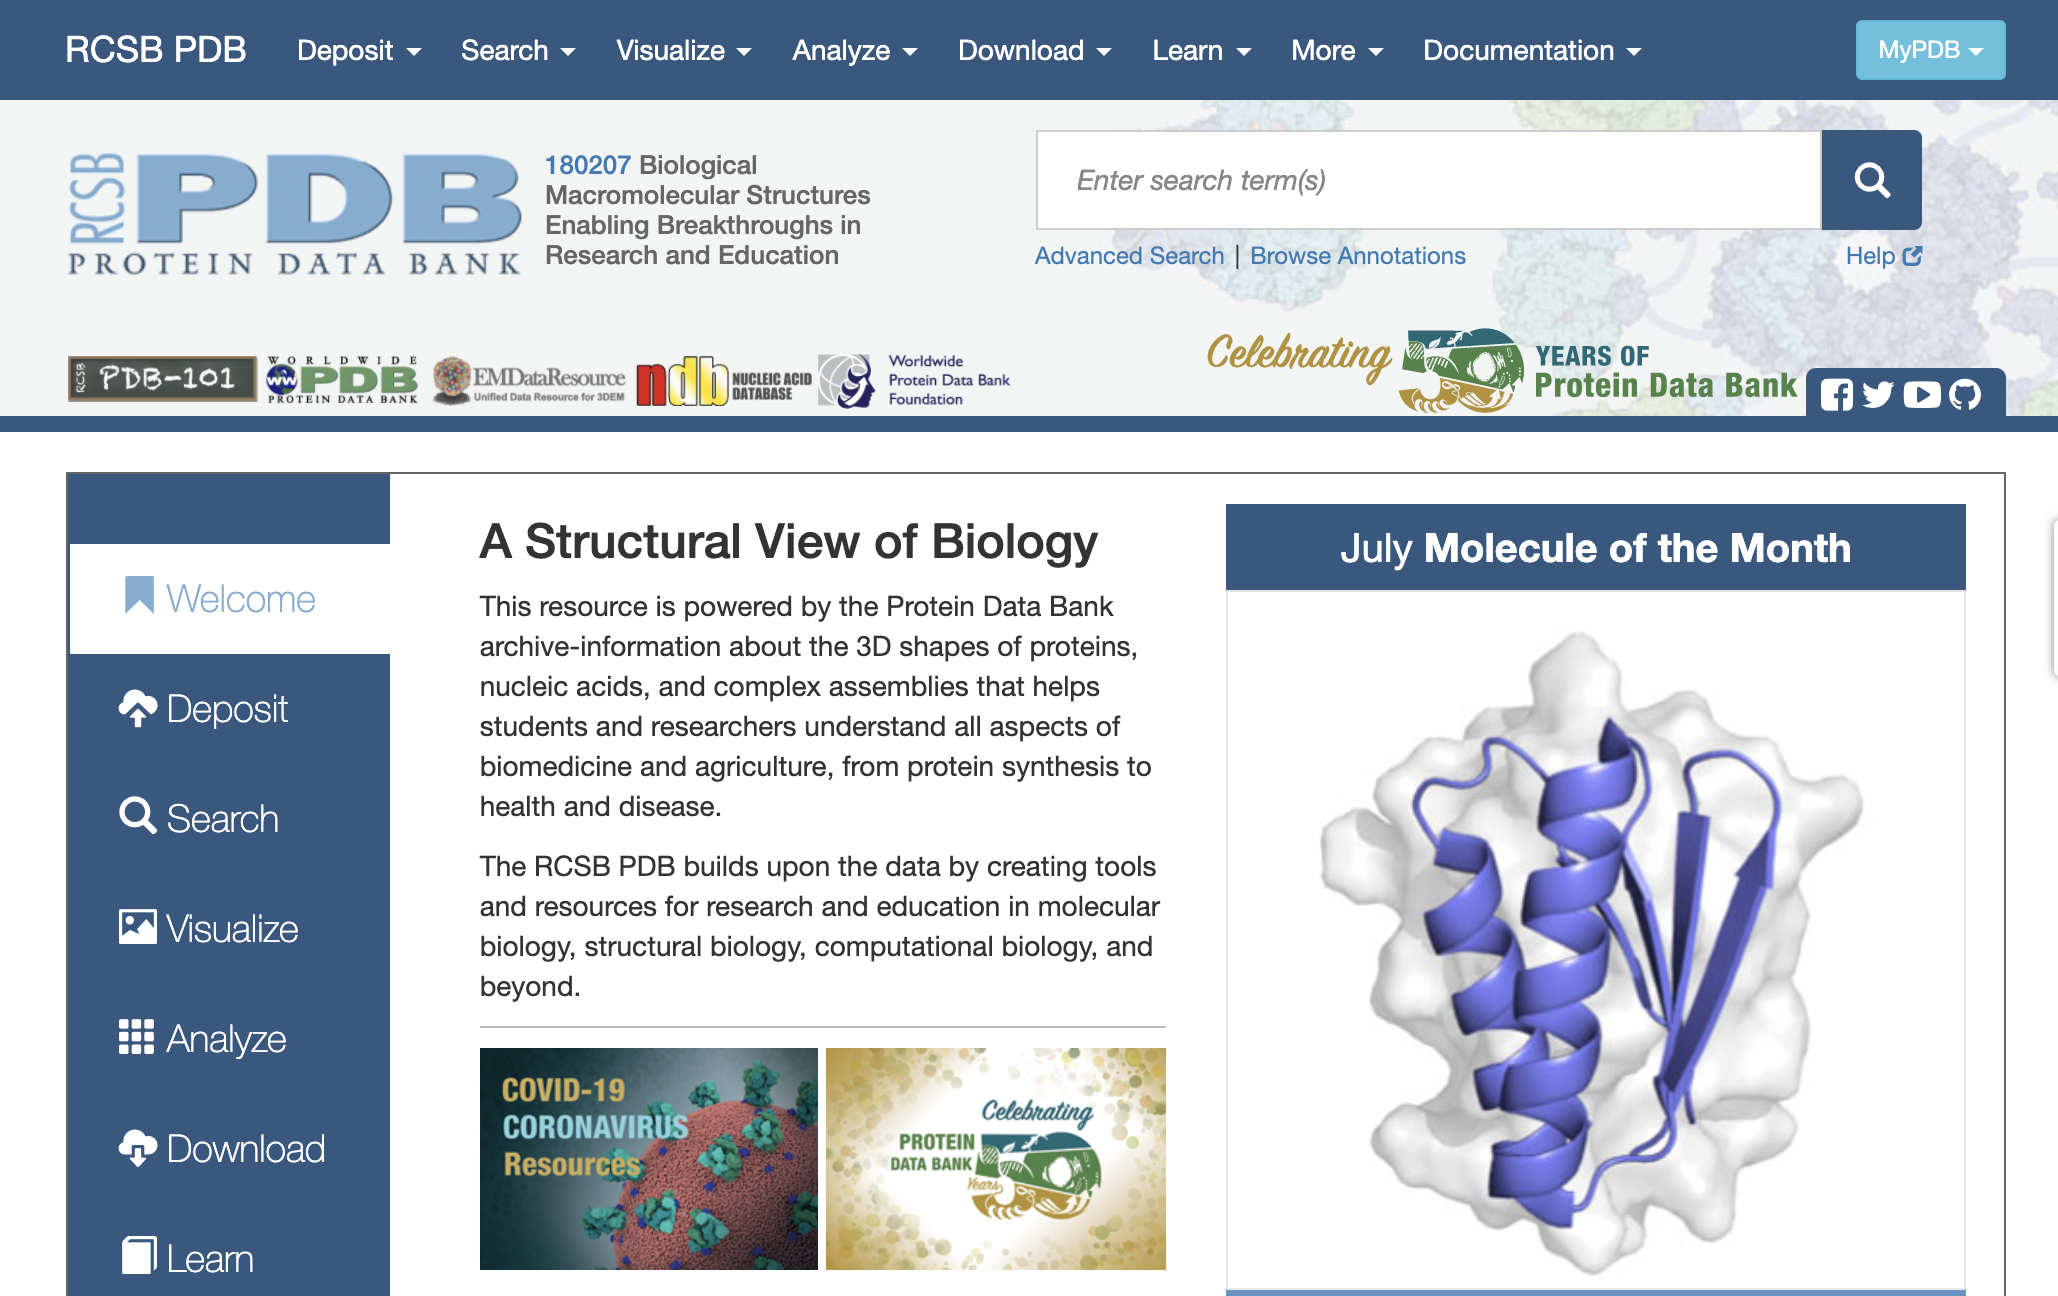 RCSB PDB Deposit Search Visualize Analyze Download Learn More Documentation MyPDB
RCSB PDB
PROTEIN DATA BANK
180207 Biological
Macromolecular Structures
Enabling Breakthroughs in
Research and Education
Enter search term(s)
Advanced Search | Browse Annotations
Help
RCSB PDB-101
WORLDWIDE
ww PDB
PROTEIN DATA BANK
EMDataResource
Unified Data Resource for 3DEM
ndb NUCLEIC ACID
DATABASE
Worldwide
Protein Data Bank
Foundation
Celebrating 50 YEARS OF
Protein Data Bank
Welcome
Deposit
Search
Visualize
Analyze
Download
Learn
A Structural View of Biology
This resource is powered by the Protein Data Bank
archive-information about the 3D shapes of proteins,
nucleic acids, and complex assemblies that helps
students and researchers understand all aspects of
biomedicine and agriculture, from protein synthesis to
health and disease.
The RCSB PDB builds upon the data by creating tools
and resources for research and education in molecular
biology, structural biology, computational biology, and
beyond.
COVID-19
CORONAVIRUS
Resources
Celebrating
PROTEIN
DATA BANK
50
Years
July Molecule of the Month